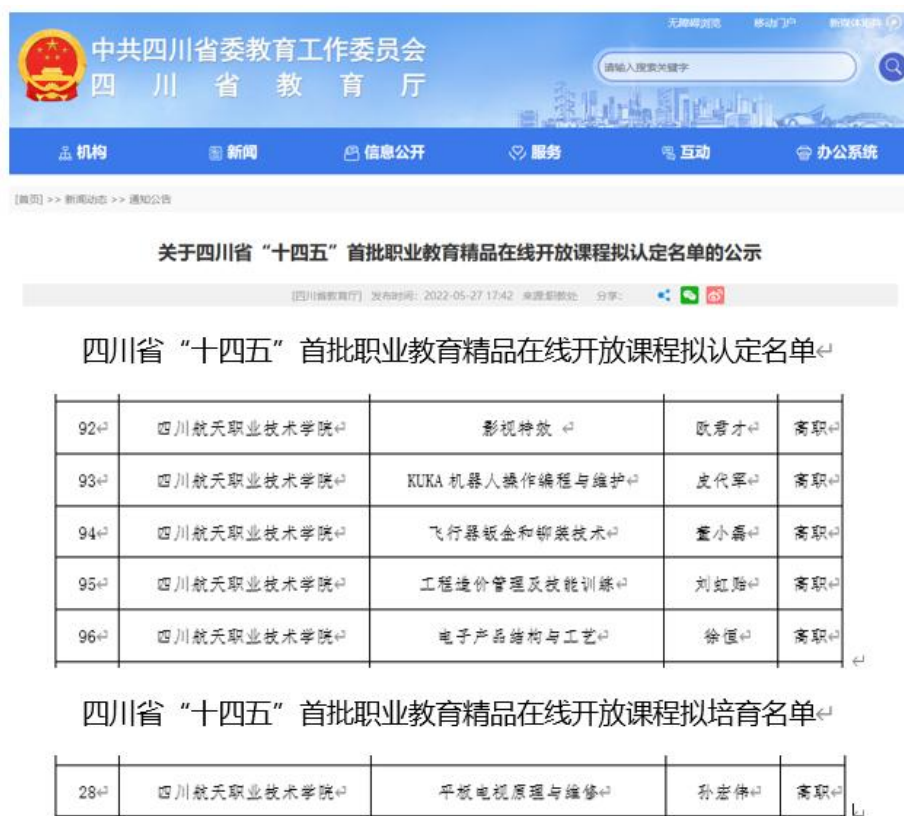 无障碍浏览 移动门户 新媒体矩阵
中共四川省委教育工作委员会
四川省教育厅
请输入搜索关键字
机构 新闻 信息公开 服务 互动 办公系统
[首页] >> 新闻动态 >> 通知公告
关于四川省“十四五”首批职业教育精品在线开放课程拟认定名单的公示
[四川省教育厅] 发布时间: 2022-05-27 17:42 来源:职教处 分享:
四川省“十四五”首批职业教育精品在线开放课程拟认定名单
92 四川航天职业技术学院 影视特效 欧君才 高职
93 四川航天职业技术学院 KUKA 机器人操作编程与维护 皮代军 高职
94 四川航天职业技术学院 飞行器钣金和铆装技术 董小磊 高职
95 四川航天职业技术学院 工程造价管理及技能训练 刘虹贻 高职
96 四川航天职业技术学院 电子产品结构与工艺 徐恒 高职
四川省“十四五”首批职业教育精品在线开放课程拟培育名单
28 四川航天职业技术学院 平板电视原理与维修 孙宏伟 高职